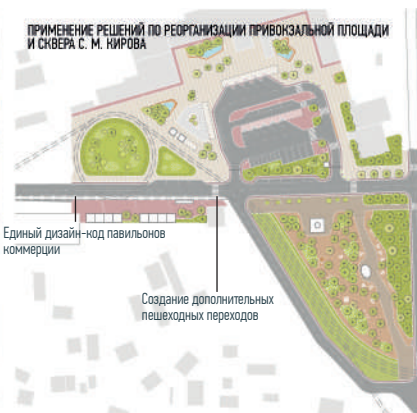 ПРИМЕНЕНИЕ РЕШЕНИЙ ПО РЕОРГАНИЗАЦИИ ПРИВОКЗАЛЬНОЙ ПЛОЩАДИ
И СКВЕРА С. М. КИРОВА
Единый дизайн-код павильонов
коммерции
Создание дополнительных
пешеходных переходов